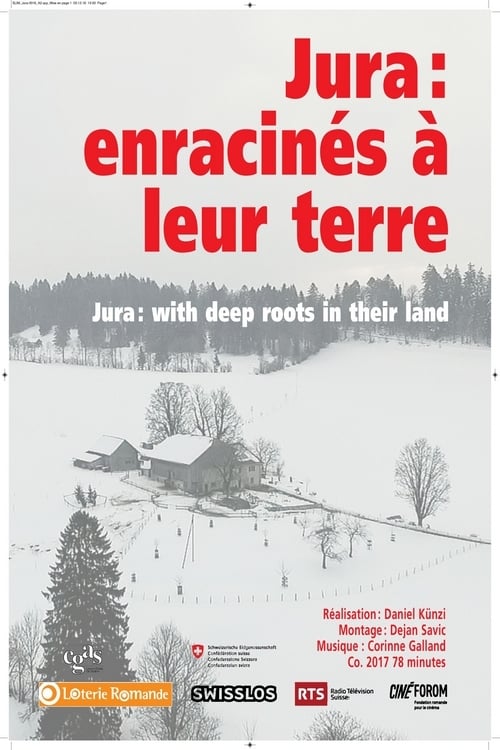 Jura :
enracinés à
leur terre
Jura : with deep roots in their land
Réalisation : Daniel Künzi
Montage : Dejan Savic
Musique : Corinne Galland
Co. 2017 78 minutes
cgas
Schweizerische Eidgenossenschaft
Confédération suisse
Confederazione Svizzera
Confederaziun svizra
LOTERIE ROMANDE
SWISSLOS
RTS Radio Télévision
Suisse
CINÉFOROM
Fondation romande
pour le cinéma